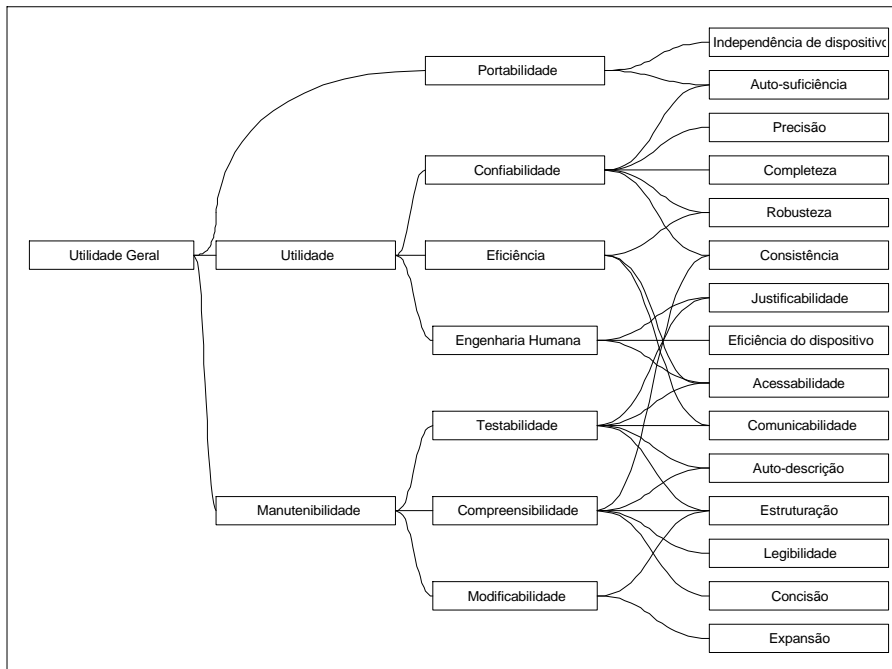 Independência de dispositivo
Portabilidade
Auto-suficiência
Precisão
Confiabilidade
Completeza
Robusteza
Utilidade Geral
Utilidade
Eficiência
Consistência
Justificabilidade
Engenharia Humana
Eficiência do dispositivo
Acessabilidade
Testabilidade
Comunicabilidade
Auto-descrição
Manutenibilidade
Compreensibilidade
Estruturação
Legibilidade
Modificabilidade
Concisão
Expansão